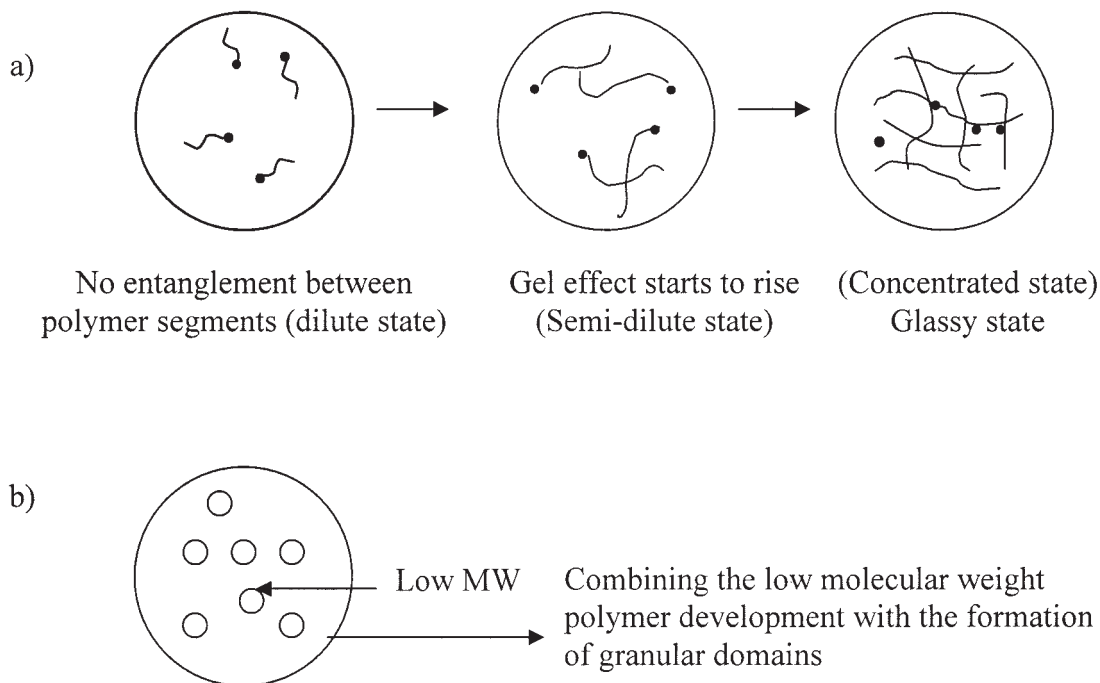 a)
No entanglement between
polymer segments (dilute state)
Gel effect starts to rise
(Semi-dilute state)
(Concentrated state)
Glassy state
b)
Low MW
Combining the low molecular weight
polymer development with the formation
of granular domains